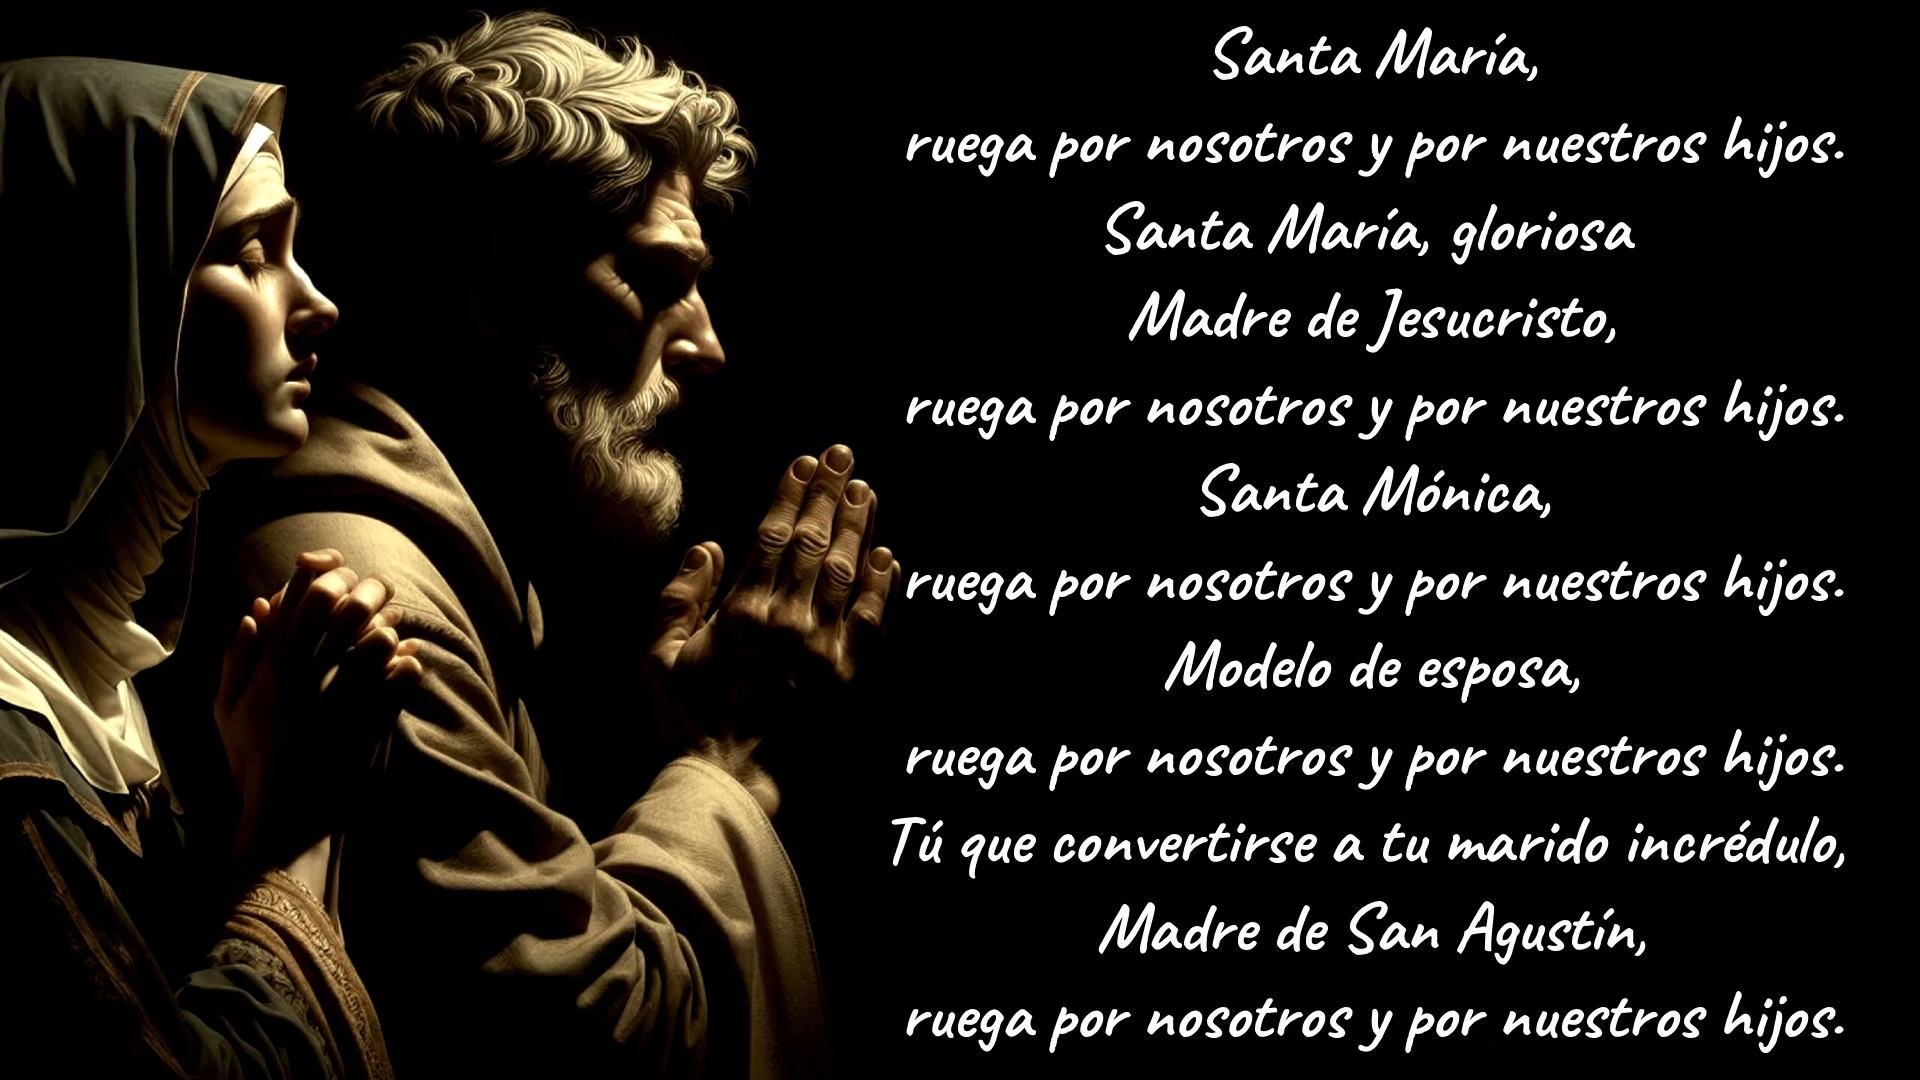 Santa María,
ruega por nosotros y por nuestros hijos.
Santa María, gloriosa
Madre de Jesucristo,
ruega por nosotros y por nuestros hijos.
Santa Mónica,
ruega por nosotros y por nuestros hijos.
Modelo de esposa,
ruega por nosotros y por nuestros hijos.
Tú que convertirse a tu marido incrédulo,
Madre de San Agustín,
ruega por nosotros y por nuestros hijos.